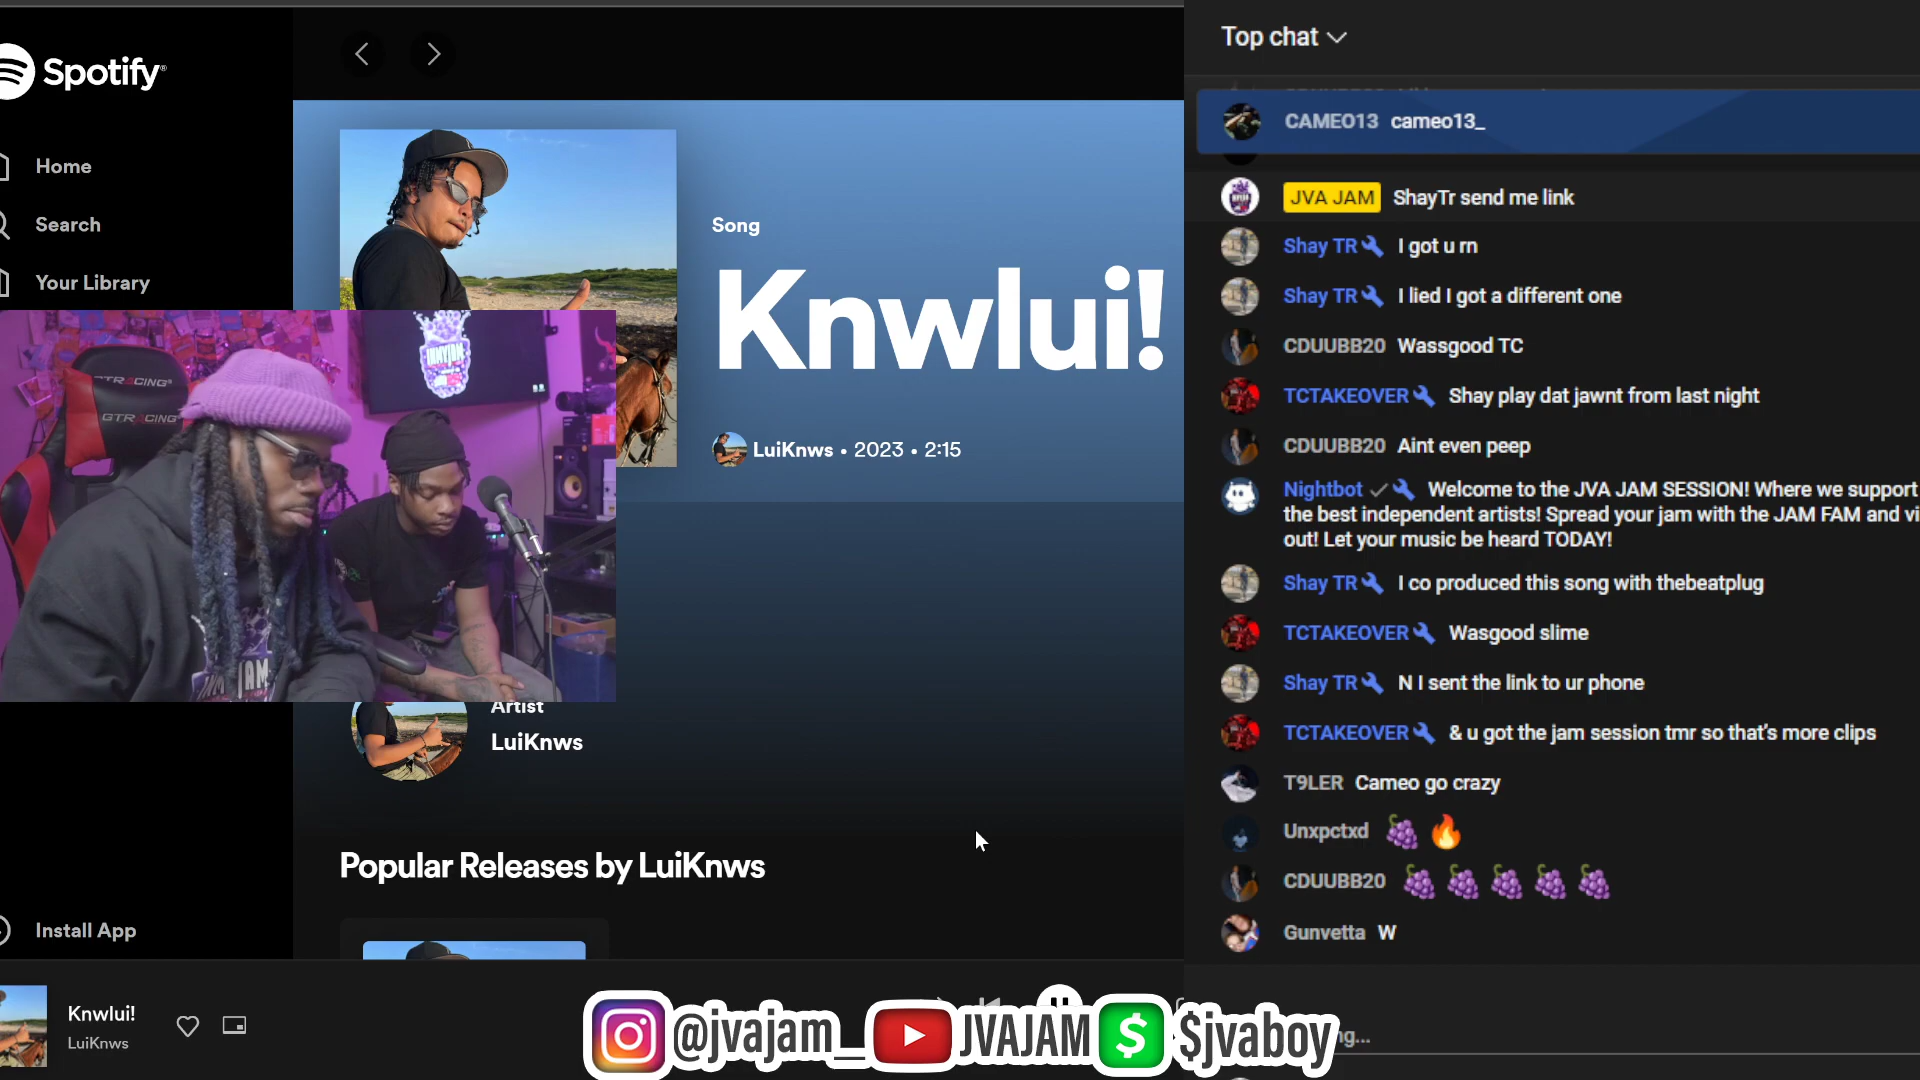 Spotify
Home
Search
Your Library
Install App
Song
Knwlui!
LuiKnws • 2023 • 2:15
GTRACING
GTRACING
JAM
Artist
LuiKnws
Popular Releases by LuiKnws
Knwlui!
LuiKnws
@jvajam_ JVAJAM $jvaboy
Top chat
CAMEO13 cameo13_
JVA JAM ShayTr send me link
Shay TR I got u rn
Shay TR I lied I got a different one
CDUUBB20 Wassgood TC
TCTAKEOVER Shay play dat jawnt from last night
CDUUBB20 Aint even peep
Nightbot Welcome to the JVA JAM SESSION! Where we support
the best independent artists! Spread your jam with the JAM FAM and vi
out! Let your music be heard TODAY!
Shay TR I co produced this song with thebeatplug
TCTAKEOVER Wasgood slime
Shay TR N I sent the link to ur phone
TCTAKEOVER & u got the jam session tmr so that's more clips
T9LER Cameo go crazy
Unxpctxd 🍇 🔥
CDUUBB20 🍇 🍇 🍇 🍇 🍇
Gunvetta W